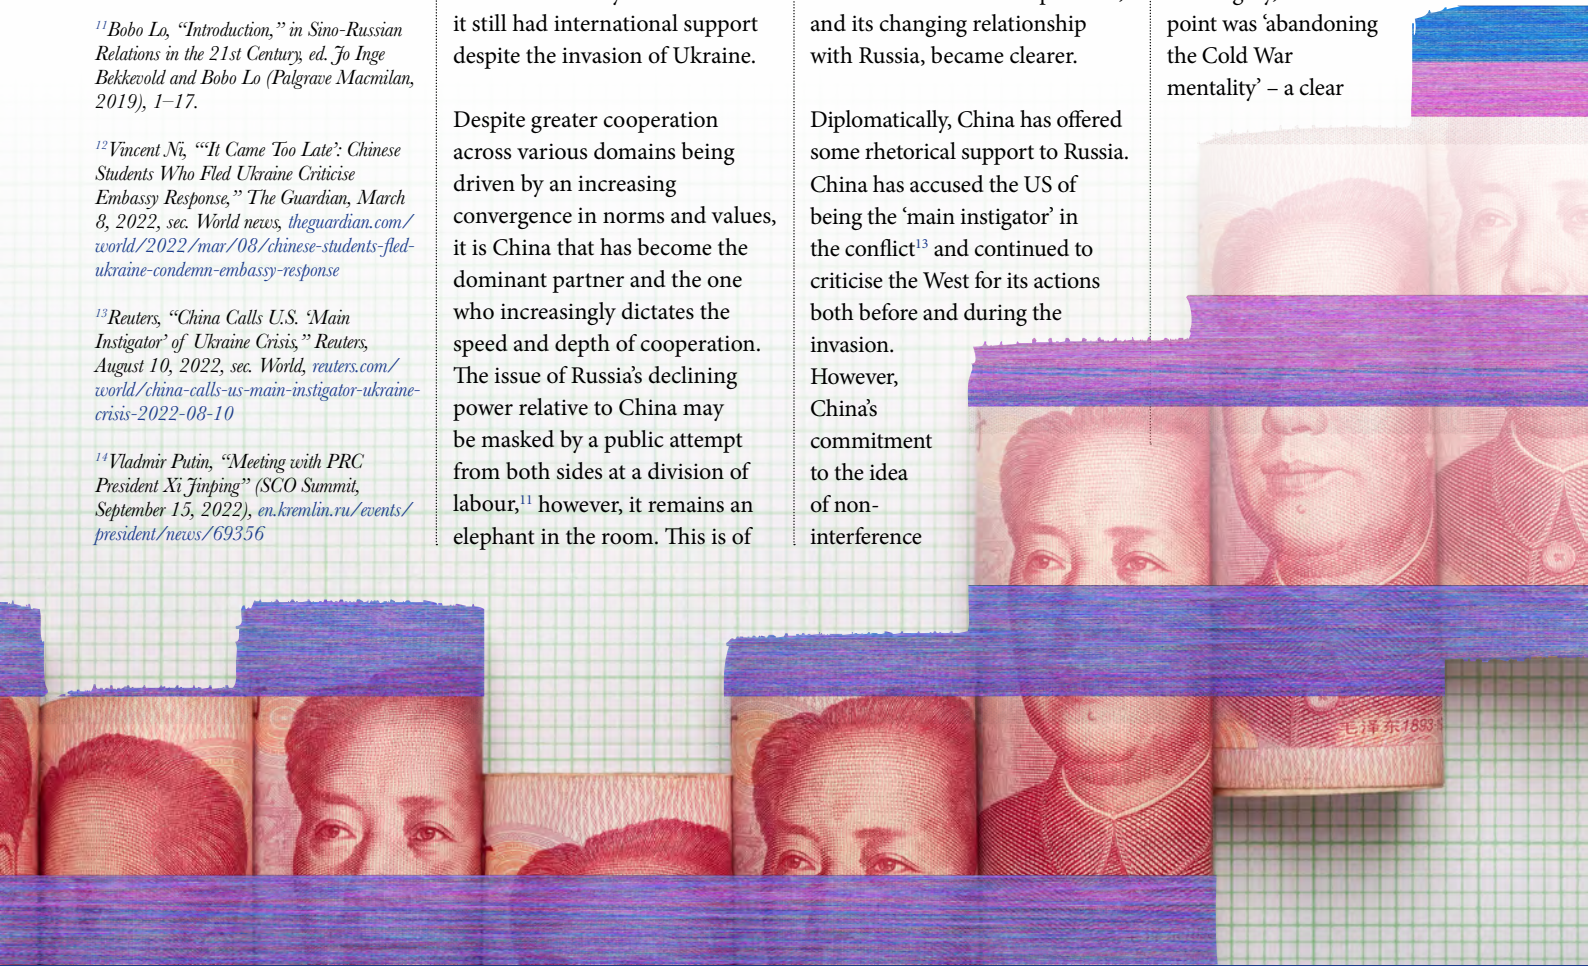 ¹¹Bobo Lo, “Introduction,” in Sino-Russian
Relations in the 21st Century, ed. Jo Inge
Bekkevold and Bobo Lo (Palgrave Macmilan,
2019), 1–17.
¹²Vincent Ni, “‘It Came Too Late’: Chinese
Students Who Fled Ukraine Criticise
Embassy Response,” The Guardian, March
8, 2022, sec. World news, theguardian.com/
world/2022/mar/08/chinese-students-fled-
ukraine-condemn-embassy-response
¹³Reuters, “China Calls U.S. ‘Main
Instigator’ of Ukraine Crisis,” Reuters,
August 10, 2022, sec. World, reuters.com/
world/china-calls-us-main-instigator-ukraine-
crisis-2022-08-10
¹⁴Vladmir Putin, “Meeting with PRC
President Xi Jinping” (SCO Summit,
September 15, 2022), en.kremlin.ru/events/
president/news/69356
it still had international support
despite the invasion of Ukraine.
Despite greater cooperation
across various domains being
driven by an increasing
convergence in norms and values,
it is China that has become the
dominant partner and the one
who increasingly dictates the
speed and depth of cooperation.
The issue of Russia’s declining
power relative to China may
be masked by a public attempt
from both sides at a division of
labour,¹¹ however, it remains an
elephant in the room. This is of
and its changing relationship
with Russia, became clearer.
Diplomatically, China has offered
some rhetorical support to Russia.
China has accused the US of
being the ‘main instigator’ in
the conflict¹³ and continued to
criticise the West for its actions
both before and during the
invasion.
However,
China’s
commitment
to the idea
of non-
interference
point was ‘abandoning
the Cold War
mentality’ – a clear
毛泽东1893-